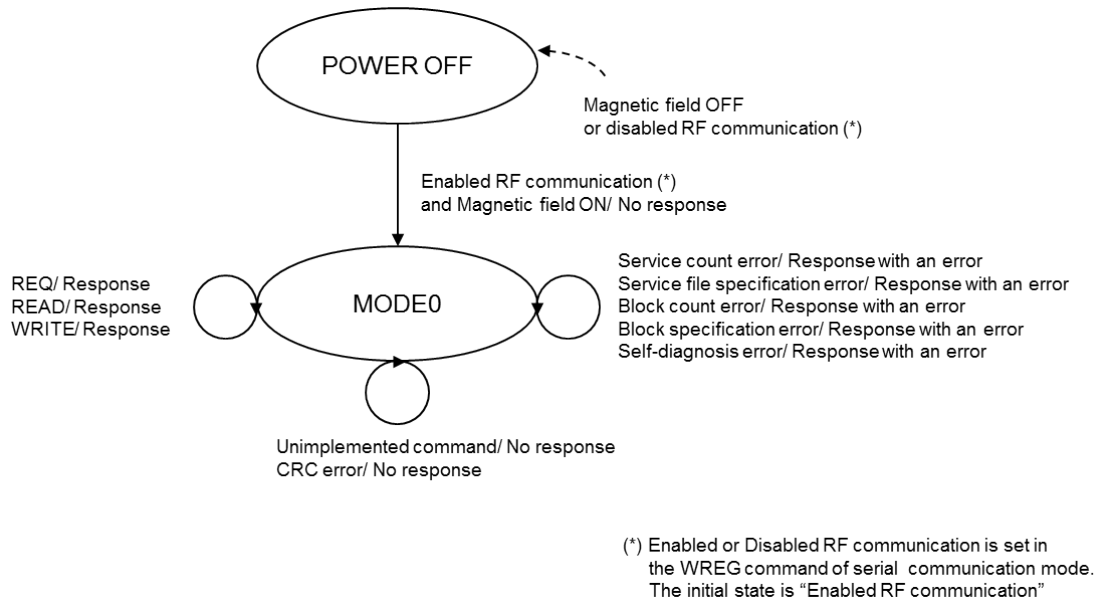 POWER OFF
Magnetic field OFF
or disabled RF communication (*)
Enabled RF communication (*)
and Magnetic field ON/ No response
REQ/ Response
READ/ Response
WRITE/ Response
MODE0
Service count error/ Response with an error
Service file specification error/ Response with an error
Block count error/ Response with an error
Block specification error/ Response with an error
Self-diagnosis error/ Response with an error
Unimplemented command/ No response
CRC error/ No response
(*) Enabled or Disabled RF communication is set in
the WREG command of serial communication mode.
The initial state is “Enabled RF communication”